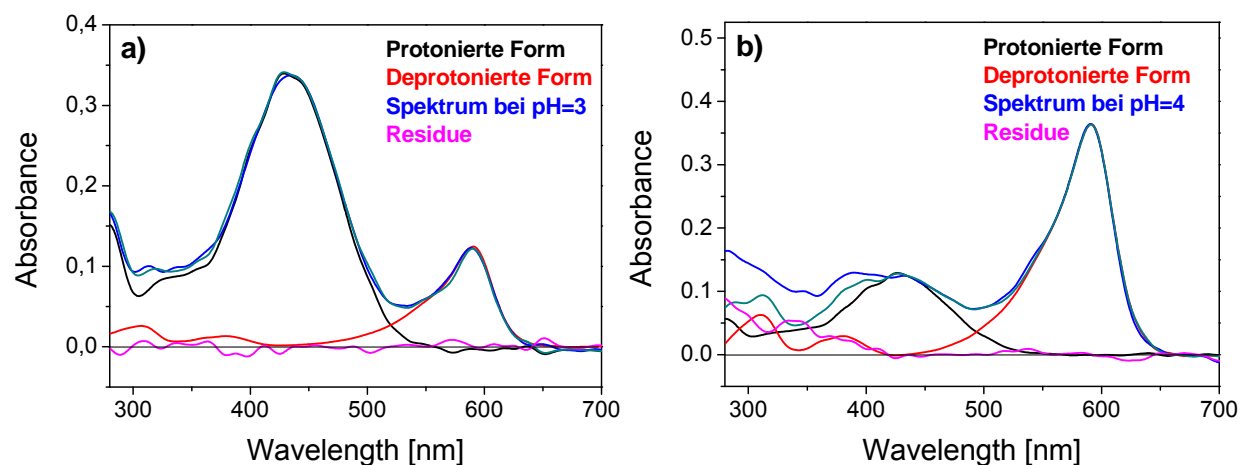 a)
Protonierte Form
Deprotonierte Form
Spektrum bei pH=3
Residue
0,4
0,3
0,2
0,1
0,0
Absorbance
300 400 500 600 700
Wavelength [nm]
b)
Protonierte Form
Deprotonierte Form
Spektrum bei pH=4
Residue
0.5
0.4
0.3
0.2
0.1
0.0
Absorbance
300 400 500 600 700
Wavelength [nm]